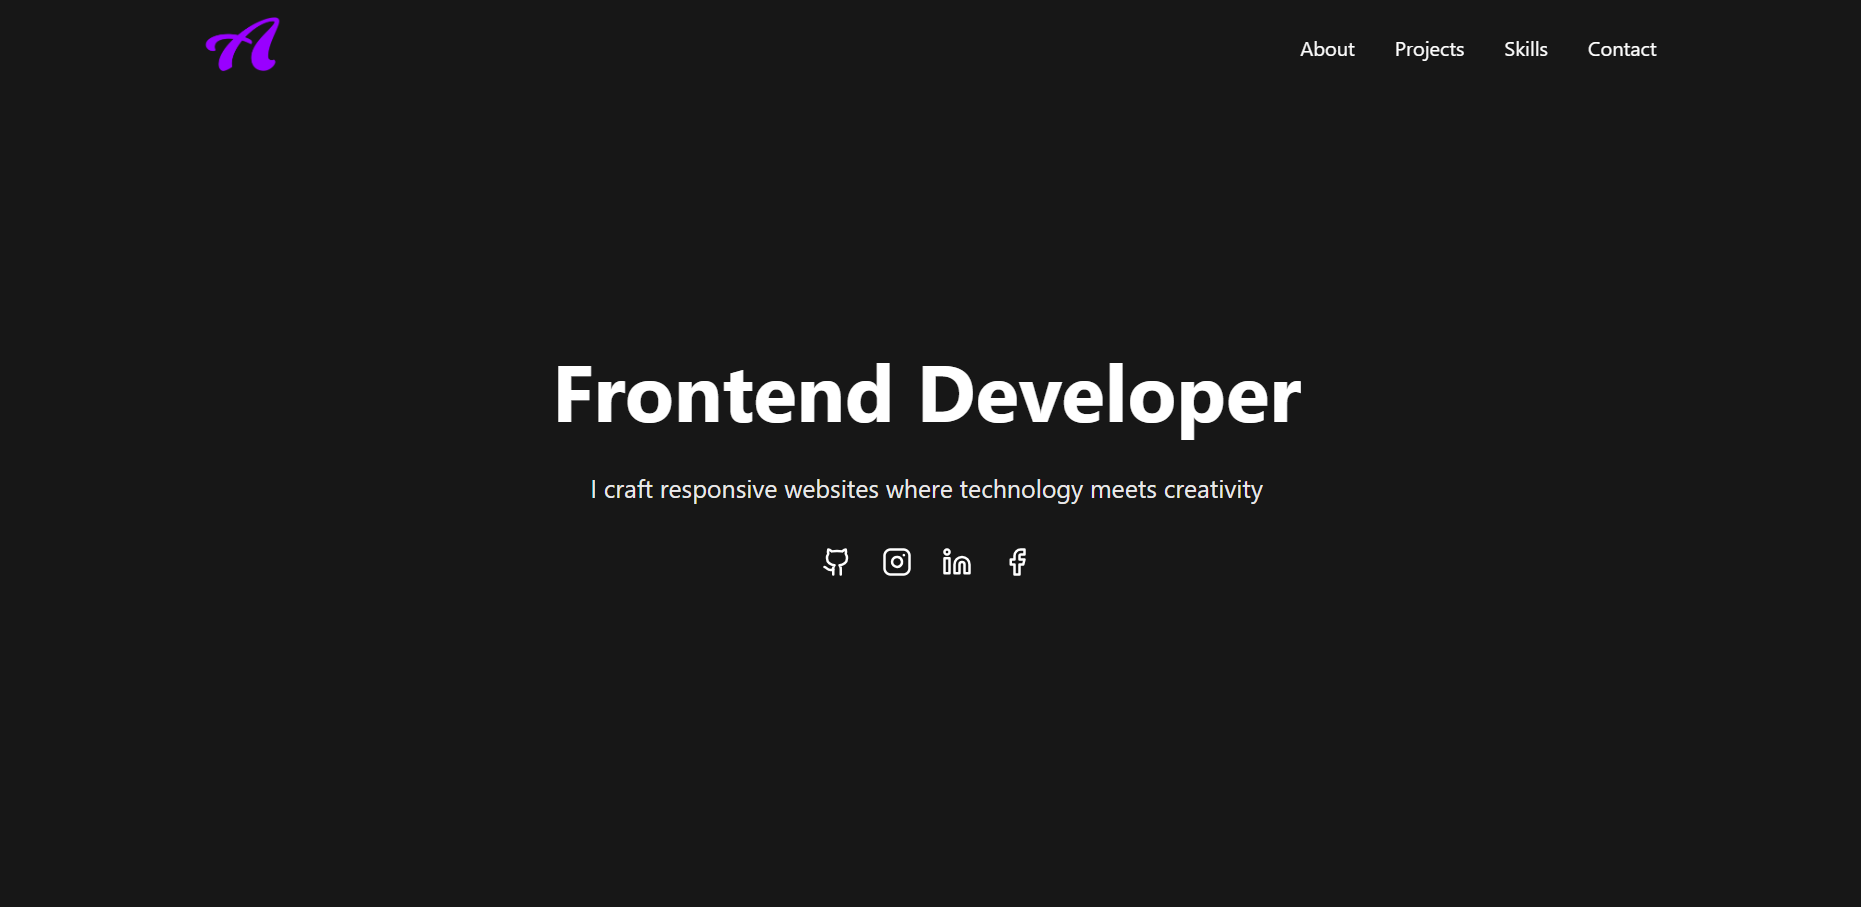 A
About Projects Skills Contact
Frontend Developer
I craft responsive websites where technology meets creativity